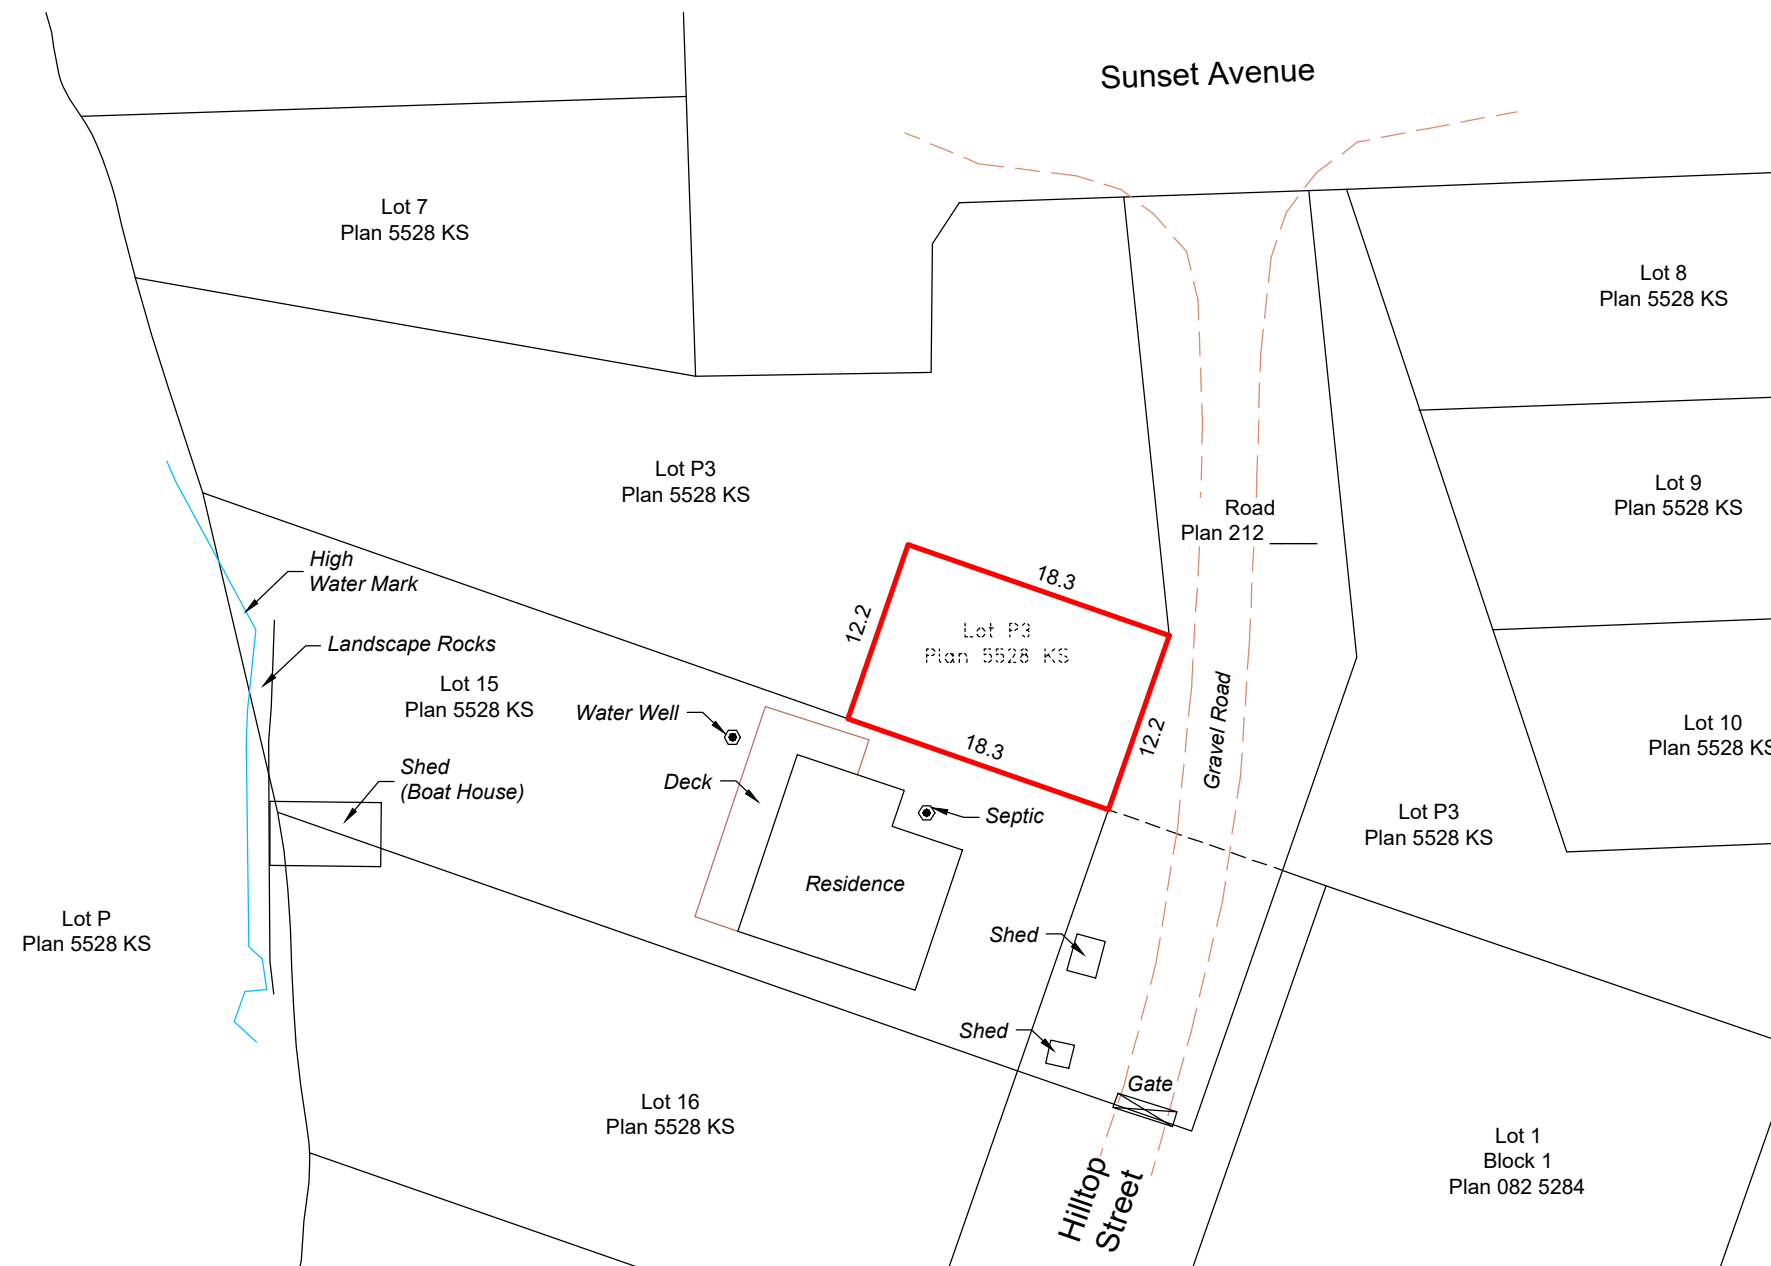 Sunset Avenue
Lot 7
Plan 5528 KS
Lot 8
Plan 5528 KS
Lot P3
Plan 5528 KS
Lot 9
Plan 5528 KS
Road
Plan 212 ____
High
Water Mark
18.3
12.2
Lot P3
Plan 5528 KS
Landscape Rocks
Lot 15
Plan 5528 KS
Water Well
18.3
12.2
Gravel Road
Lot 10
Plan 5528 KS
Shed
(Boat House)
Deck
Septic
Lot P3
Plan 5528 KS
Residence
Lot P
Plan 5528 KS
Shed
Shed
Gate
Lot 16
Plan 5528 KS
Hilltop
Street
Lot 1
Block 1
Plan 082 5284